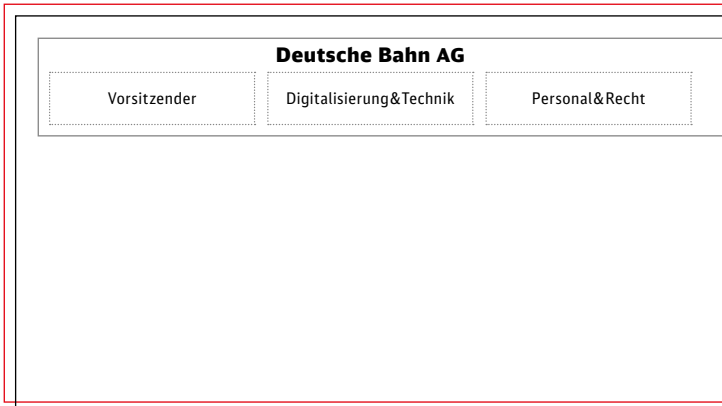 Deutsche Bahn AG
Vorsitzender
Digitalisierung&Technik
Personal&Recht